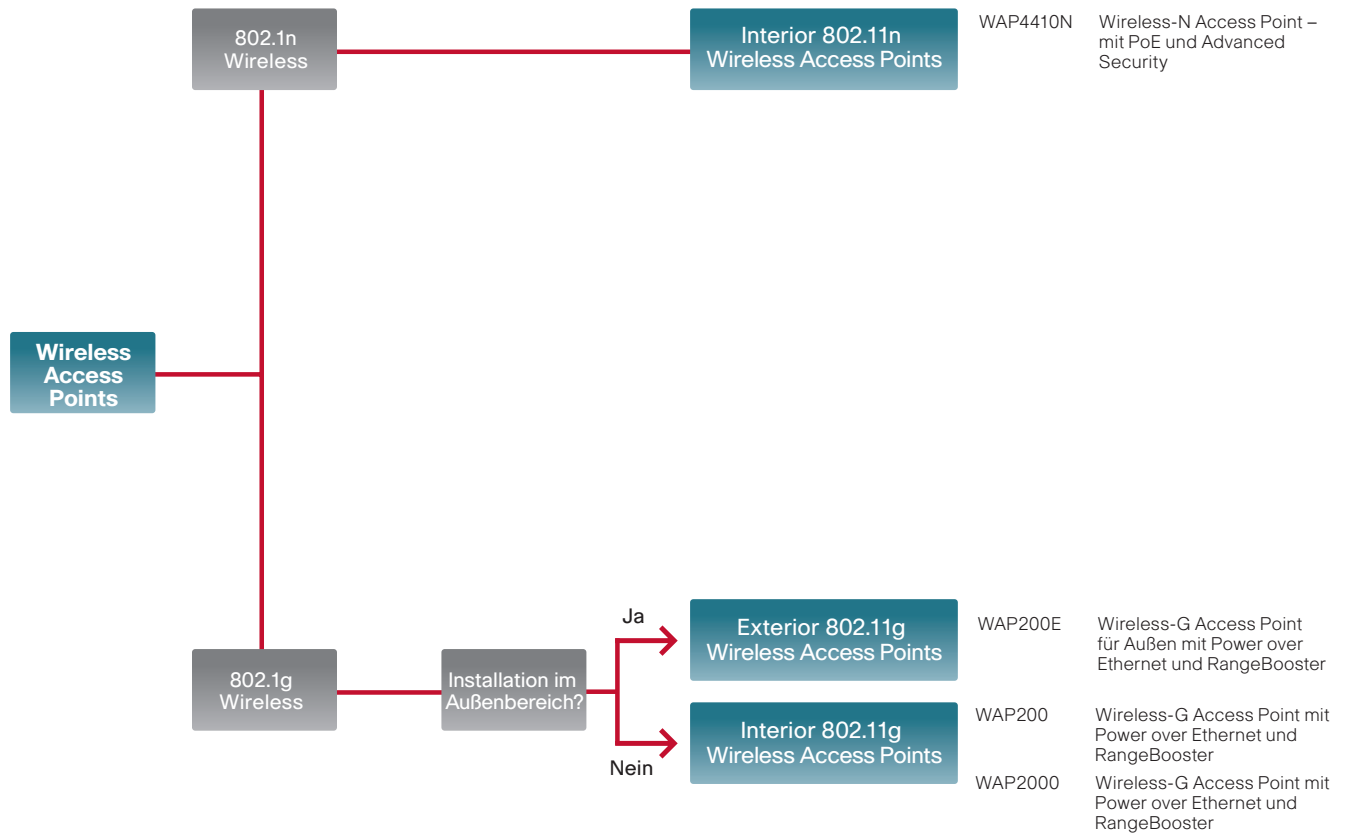 802.1n
Wireless
Interior 802.11n
Wireless Access Points
WAP4410N
Wireless-N Access Point –
mit PoE und Advanced
Security
Wireless
Access
Points
802.1g
Wireless
Installation im
Außenbereich?
Ja
Exterior 802.11g
Wireless Access Points
WAP200E
Wireless-G Access Point
für Außen mit Power over
Ethernet und RangeBooster
Nein
Interior 802.11g
Wireless Access Points
WAP200
Wireless-G Access Point mit
Power over Ethernet und
RangeBooster
WAP2000
Wireless-G Access Point mit
Power over Ethernet und
RangeBooster